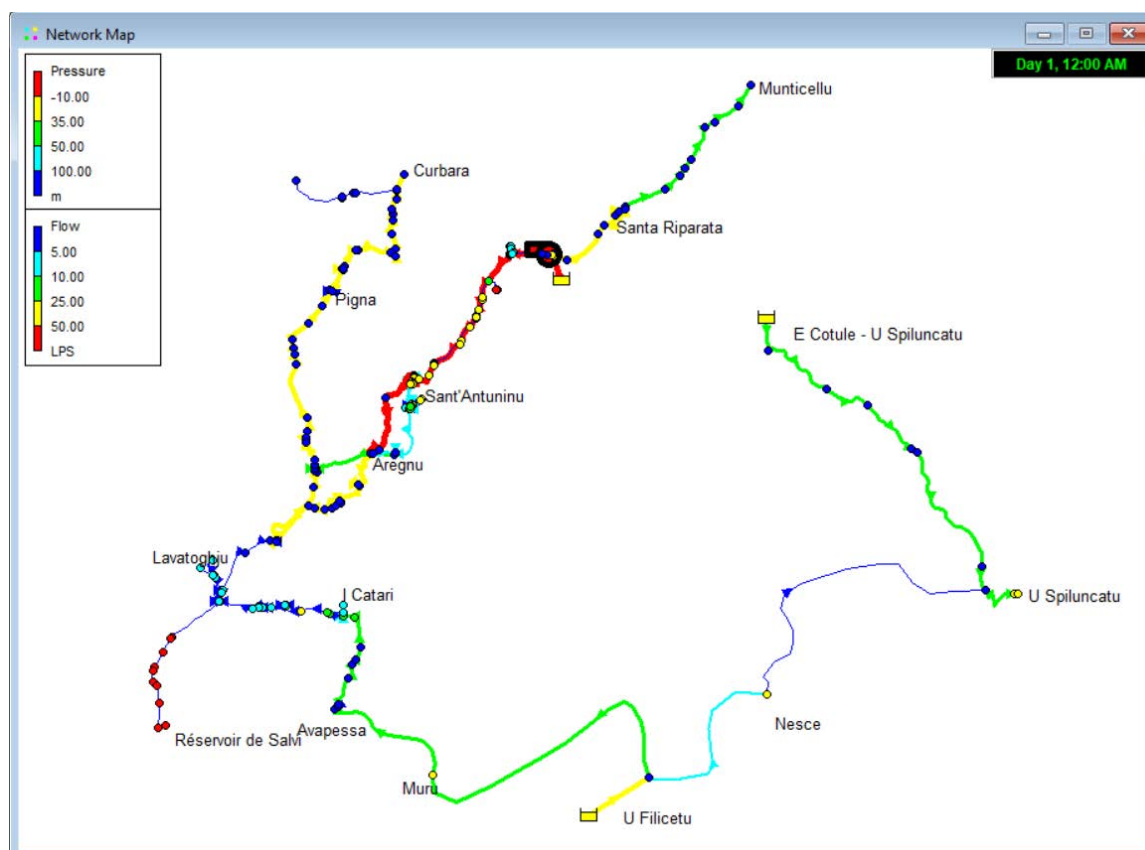 Network Map
Day 1, 12:00 AM
Pressure
-10.00
35.00
50.00
100.00
m
Flow
5.00
10.00
25.00
50.00
LPS
Munticellu
Curbara
Santa Riparata
Pigna
E Cotule - U Spiluncatu
Sant'Antuninu
Aregnu
Lavatoghiu
I Catari
U Spiluncatu
Nesce
Avapessa
Réservoir de Salvi
Muru
U Filicetu